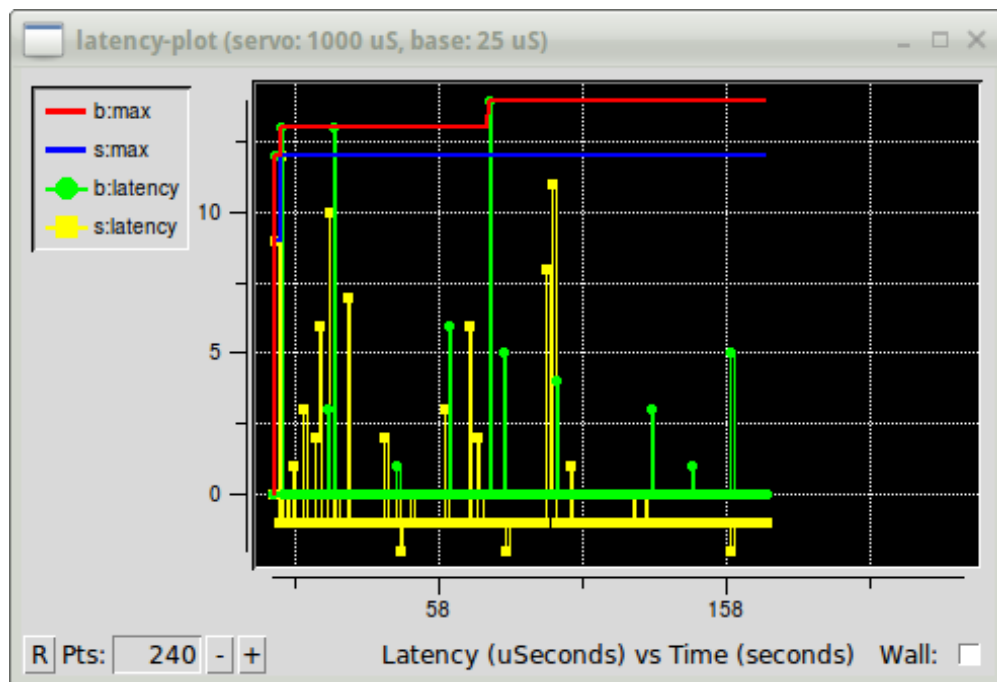 latency-plot (servo: 1000 uS, base: 25 uS)
b:max
s:max
b:latency
s:latency
10
5
0
58 158
R Pts: 240 - + Latency (uSeconds) vs Time (seconds) Wall: